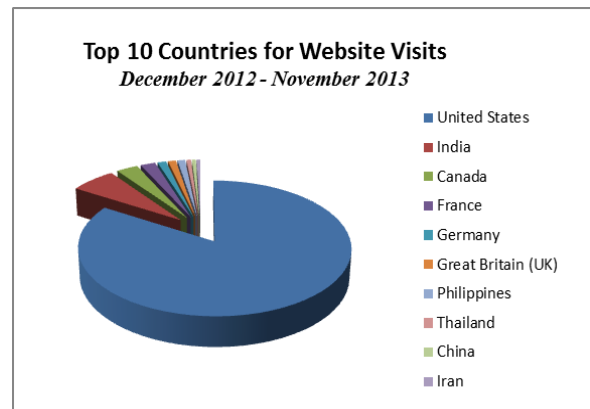 Top 10 Countries for Website Visits
December 2012 - November 2013
United States
India
Canada
France
Germany
Great Britain (UK)
Philippines
Thailand
China
Iran